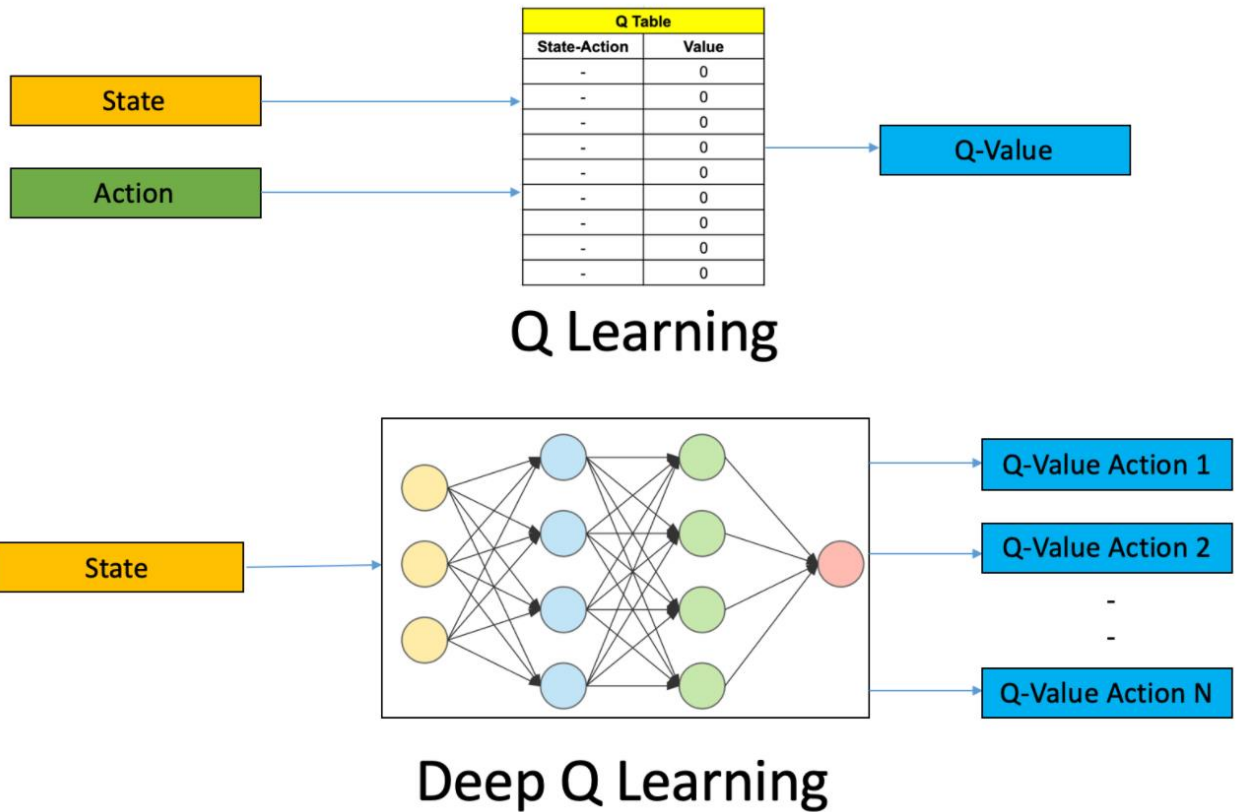 Q Table
State-Action Value
- 0
- 0
- 0
- 0
- 0
- 0
- 0
- 0
- 0
State
Action
Q-Value
Q Learning
State
Q-Value Action 1
Q-Value Action 2
-
-
Q-Value Action N
Deep Q Learning